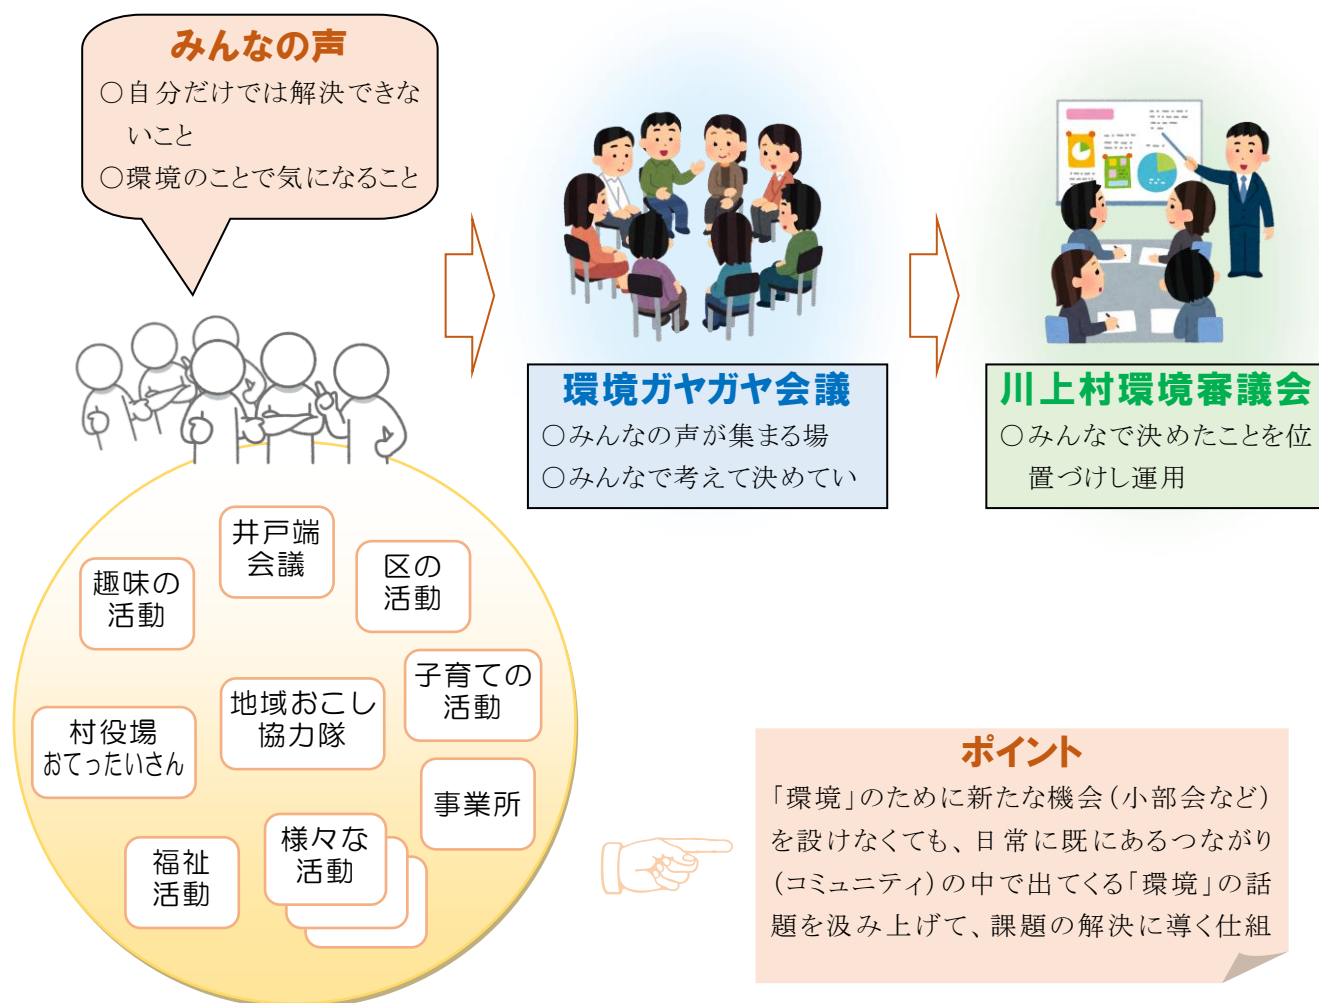 みんなの声
○自分だけでは解決できな
いこと
○環境のことで気になること
環境ガヤガヤ会議
○みんなの声が集まる場
○みんなで考えて決めてい
川上村環境審議会
○みんなで決めたことを位
置づけし運用
井戸端
会議
区の
活動
趣味の
活動
子育ての
活動
地域おこし
協力隊
村役場
おてったいさん
事業所
様々な
活動
福祉
活動
ポイント
「環境」のために新たな機会(小部会など)
を設けなくても、日常に既にあるつながり
(コミュニティ)の中で出てくる「環境」の話
題を汲み上げて、課題の解決に導く仕組